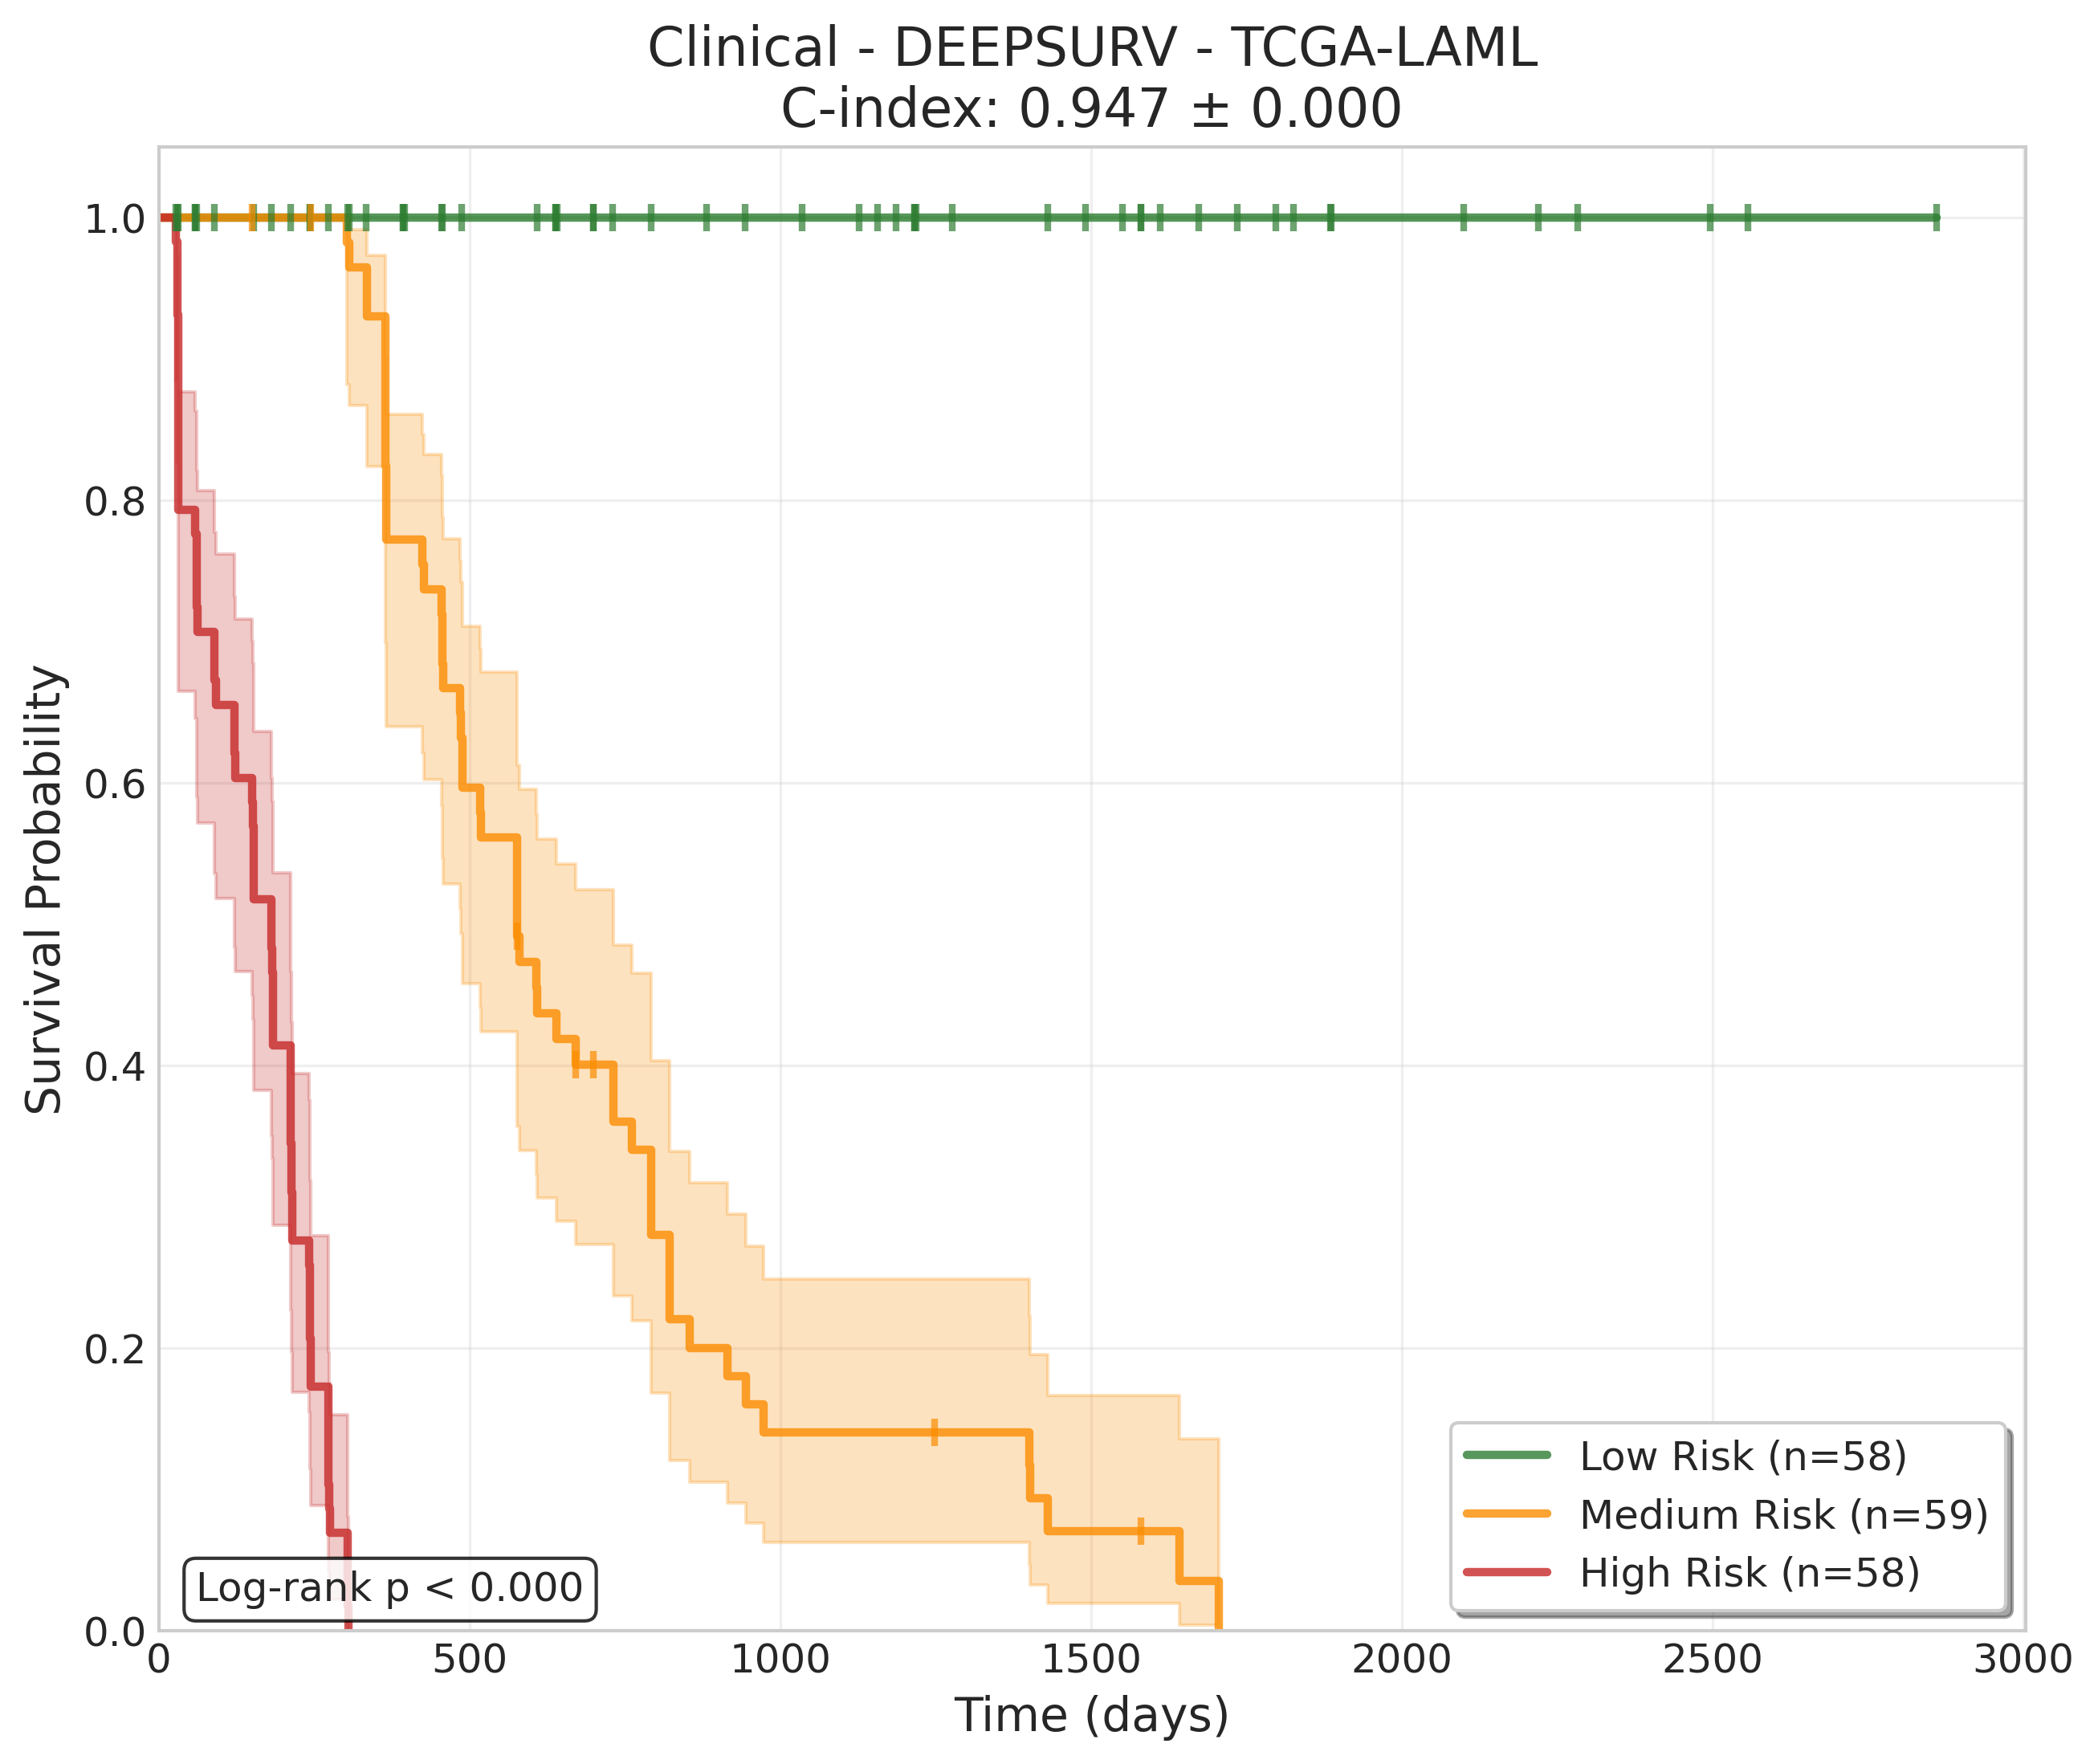 Clinical - DEEPSURV - TCGA-LAML
C-index: 0.947 ± 0.000
Survival Probability
1.0
0.8
0.6
0.4
0.2
0.0
Log-rank p < 0.000
Low Risk (n=58)
Medium Risk (n=59)
High Risk (n=58)
0 500 1000 1500 2000 2500 3000
Time (days)